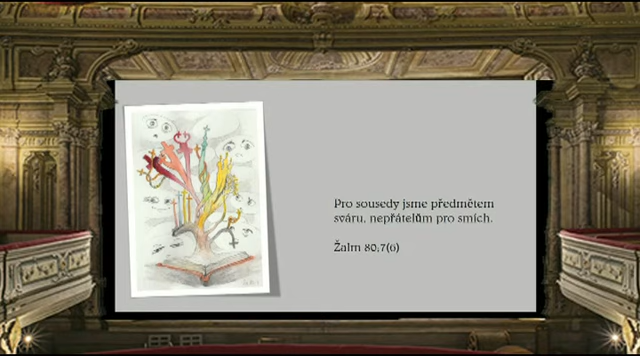 Pro sousedy jsme předmětem
sváru, nepřátelům pro smích.
Žalm 80,7(6)